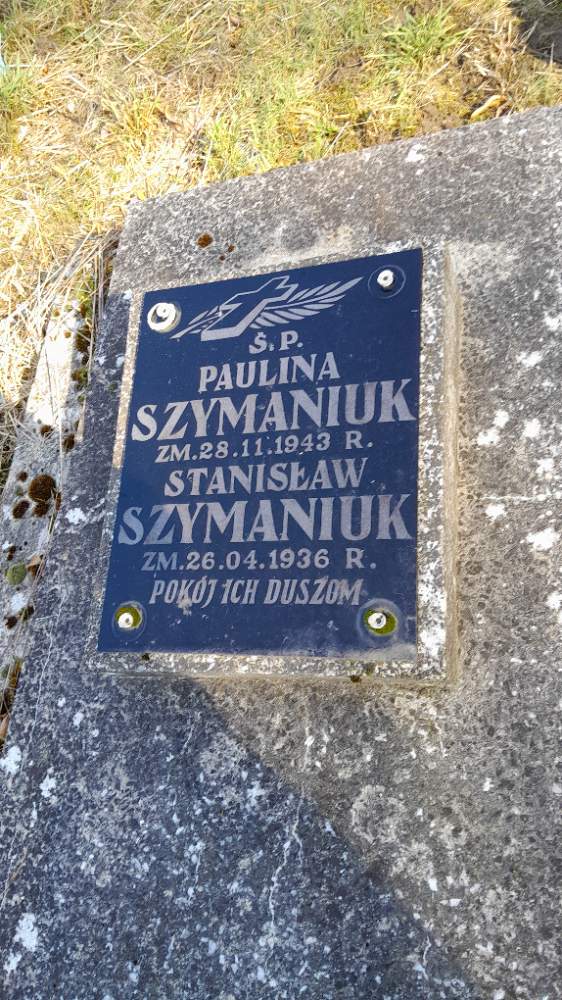 Ś.P.
PAULINA
SZYMANIUK
ZM.28.11.1943 R.
STANISŁAW
SZYMANIUK
ZM.26.04.1936 R.
POKÓJ ICH DUSZOM